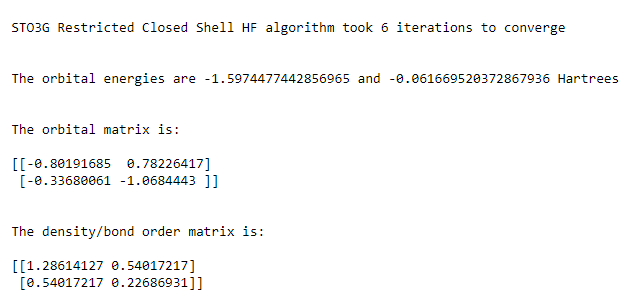 STO3G Restricted Closed Shell HF algorithm took 6 iterations to converge
The orbital energies are -1.5974477442856965 and -0.061669520372867936 Hartrees
The orbital matrix is:
[[-0.80191685  0.78226417]
 [-0.33680061 -1.0684443 ]]
The density/bond order matrix is:
[[1.28614127 0.54017217]
 [0.54017217 0.22686931]]